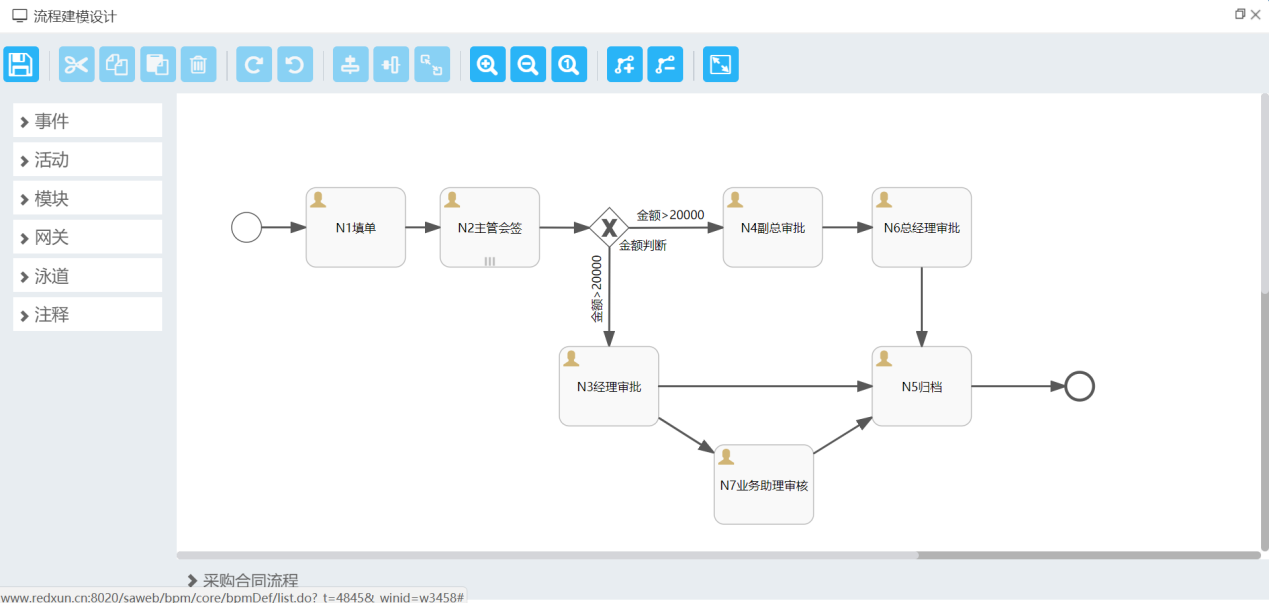 流程建模设计
事件
活动
模块
网关
泳道
注释
N1填单
N2主管会签
金额>20000
金额判断
N4副总审批
N6总经理审批
金额>20000
N3经理审批
N5归档
N7业务助理审核
采购合同流程
www.redxun.cn:8020/saweb/bpm/core/bpmDef/list.do?_t=4845&_winid=w3458#